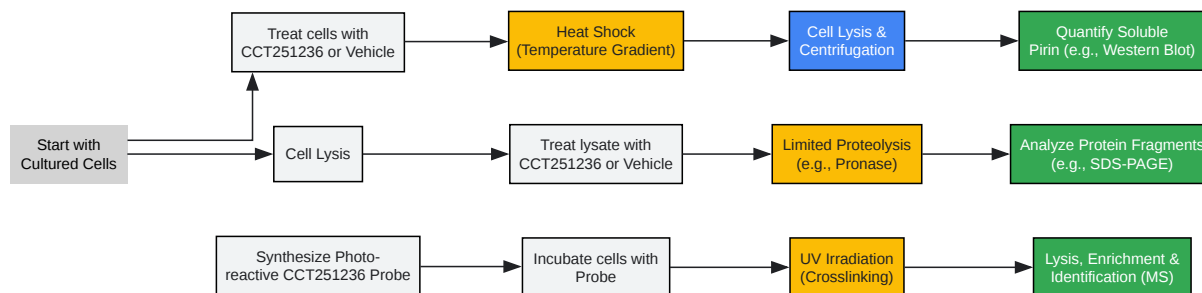 Treat cells with
CCT251236 or Vehicle
Heat Shock
(Temperature Gradient)
Cell Lysis &
Centrifugation
Quantify Soluble
Pirin (e.g., Western Blot)
Start with
Cultured Cells
Cell Lysis
Treat lysate with
CCT251236 or Vehicle
Limited Proteolysis
(e.g., Pronase)
Analyze Protein Fragments
(e.g., SDS-PAGE)
Synthesize Photo-
reactive CCT251236 Probe
Incubate cells with
Probe
UV Irradiation
(Crosslinking)
Lysis, Enrichment &
Identification (MS)